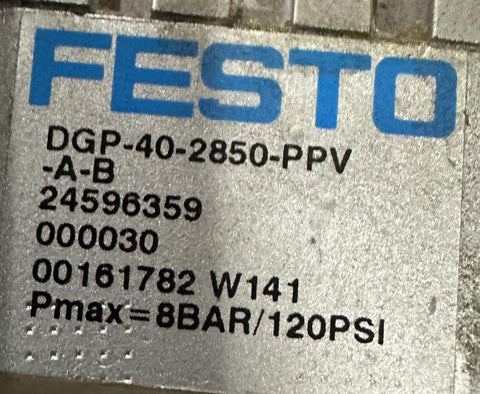 FESTO
DGP-40-2850-PPV
-A-B
24596359
000030
00161782 W141
Pmax=8BAR/120PSI